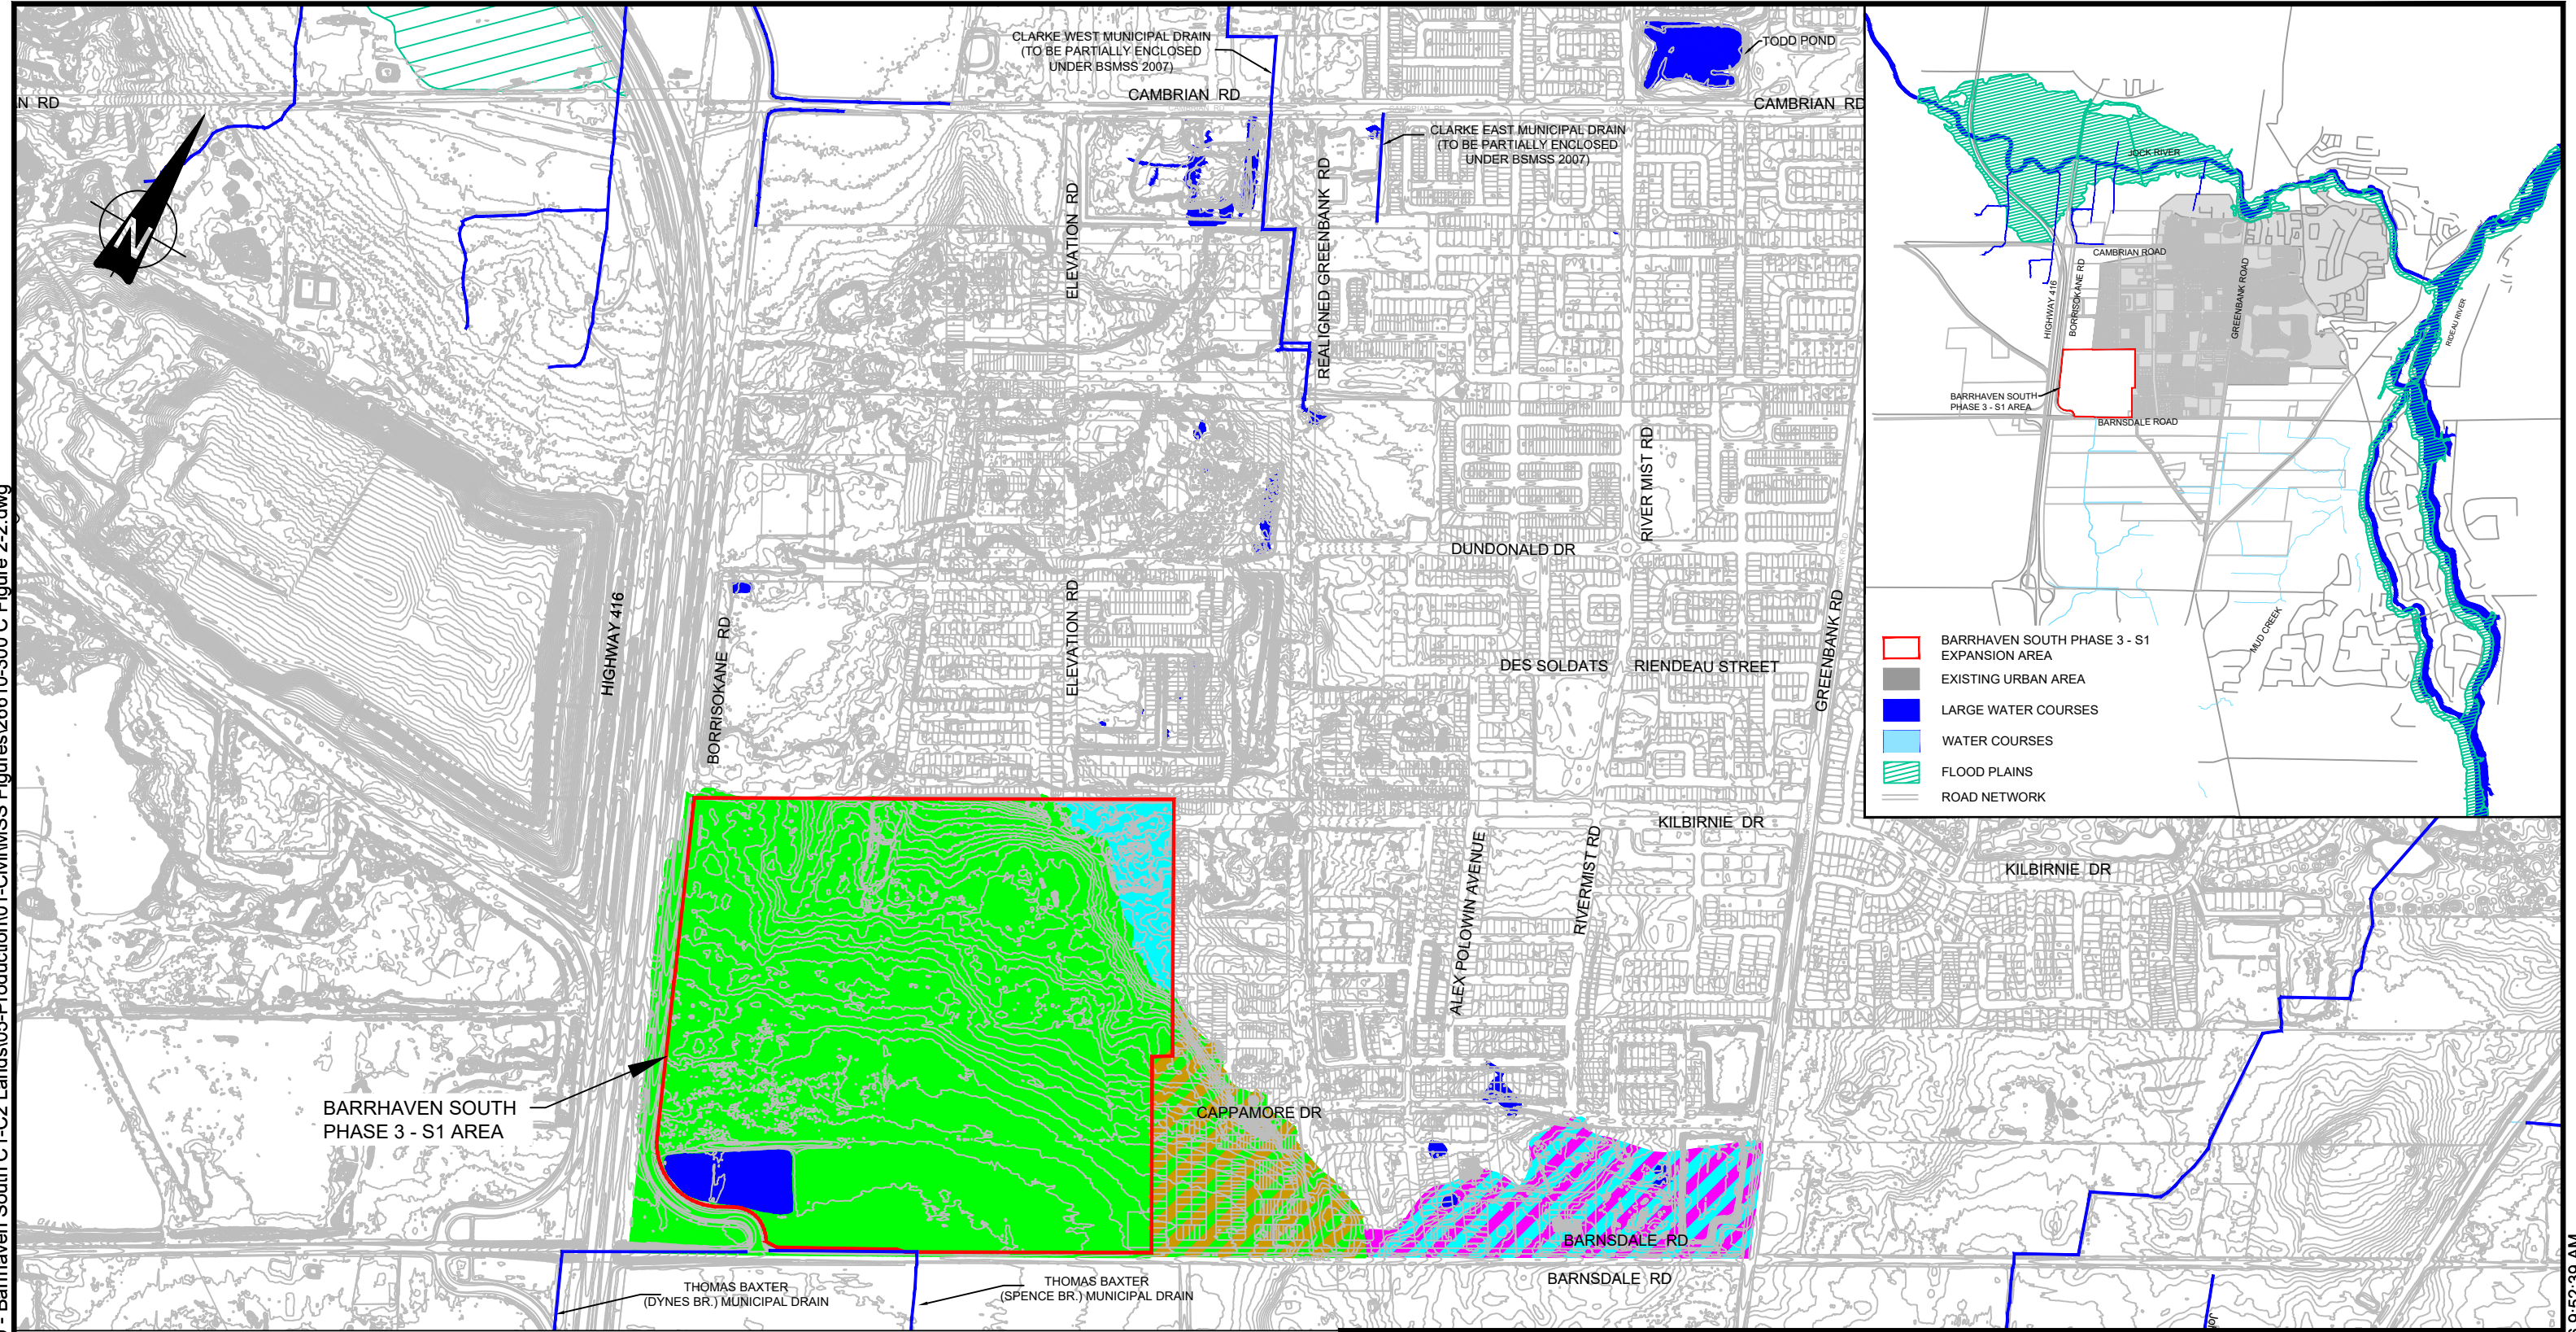 CLARKE WEST MUNICIPAL DRAIN
(TO BE PARTIALLY ENCLOSED
UNDER BSMSS 2007)
TODD POND
N RD
CAMBRIAN RD
CAMBRIAN RD
CLARKE EAST MUNICIPAL DRAIN
(TO BE PARTIALLY ENCLOSED
UNDER BSMSS 2007)
N
ELEVATION RD
REALIGNED GREENBANK RD
RIVER MIST RD
DUNDONALD DR
HIGHWAY 416
BORRISOKANE RD
ELEVATION RD
DES SOLDATS
RIENDEAU STREET
GREENBANK RD
KILBIRNIE DR
ALEX POLOWIN AVENUE
RIVERMIST RD
KILBIRNIE DR
BARRHAVEN SOUTH
PHASE 3 - S1 AREA
CAPPAMORE DR
BARNSDALE RD
BARNSDALE RD
THOMAS BAXTER
(DYNES BR.) MUNICIPAL DRAIN
THOMAS BAXTER
(SPENCE BR.) MUNICIPAL DRAIN
JOCK RIVER
CAMBRIAN ROAD
HIGHWAY 416
BORRISOKANE RD
GREENBANK ROAD
RIDEAU RIVER
BARRHAVEN SOUTH
PHASE 3 - S1 AREA
BARNSDALE ROAD
MUD CREEK
BARRHAVEN SOUTH PHASE 3 - S1
EXPANSION AREA
EXISTING URBAN AREA
LARGE WATER COURSES
WATER COURSES
FLOOD PLAINS
ROAD NETWORK